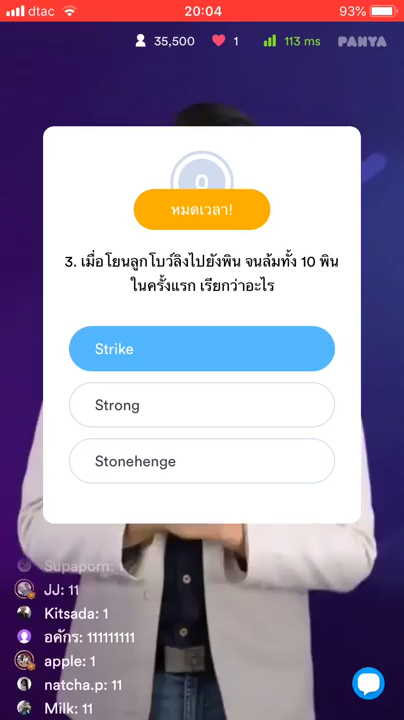 dtac 20:04 93%
35,500 1 113 ms PANYA
0
หมดเวลา!
3. เมื่อโยนลูกโบว์ลิงไปยังพิน จนล้มทั้ง 10 พิน
ในครั้งแรก เรียกว่าอะไร
Strike
Strong
Stonehenge
Supaporn: 1
JJ: 11
Kitsada: 1
อคักร: 111111111
apple: 1
natcha.p: 11
Milk: 11